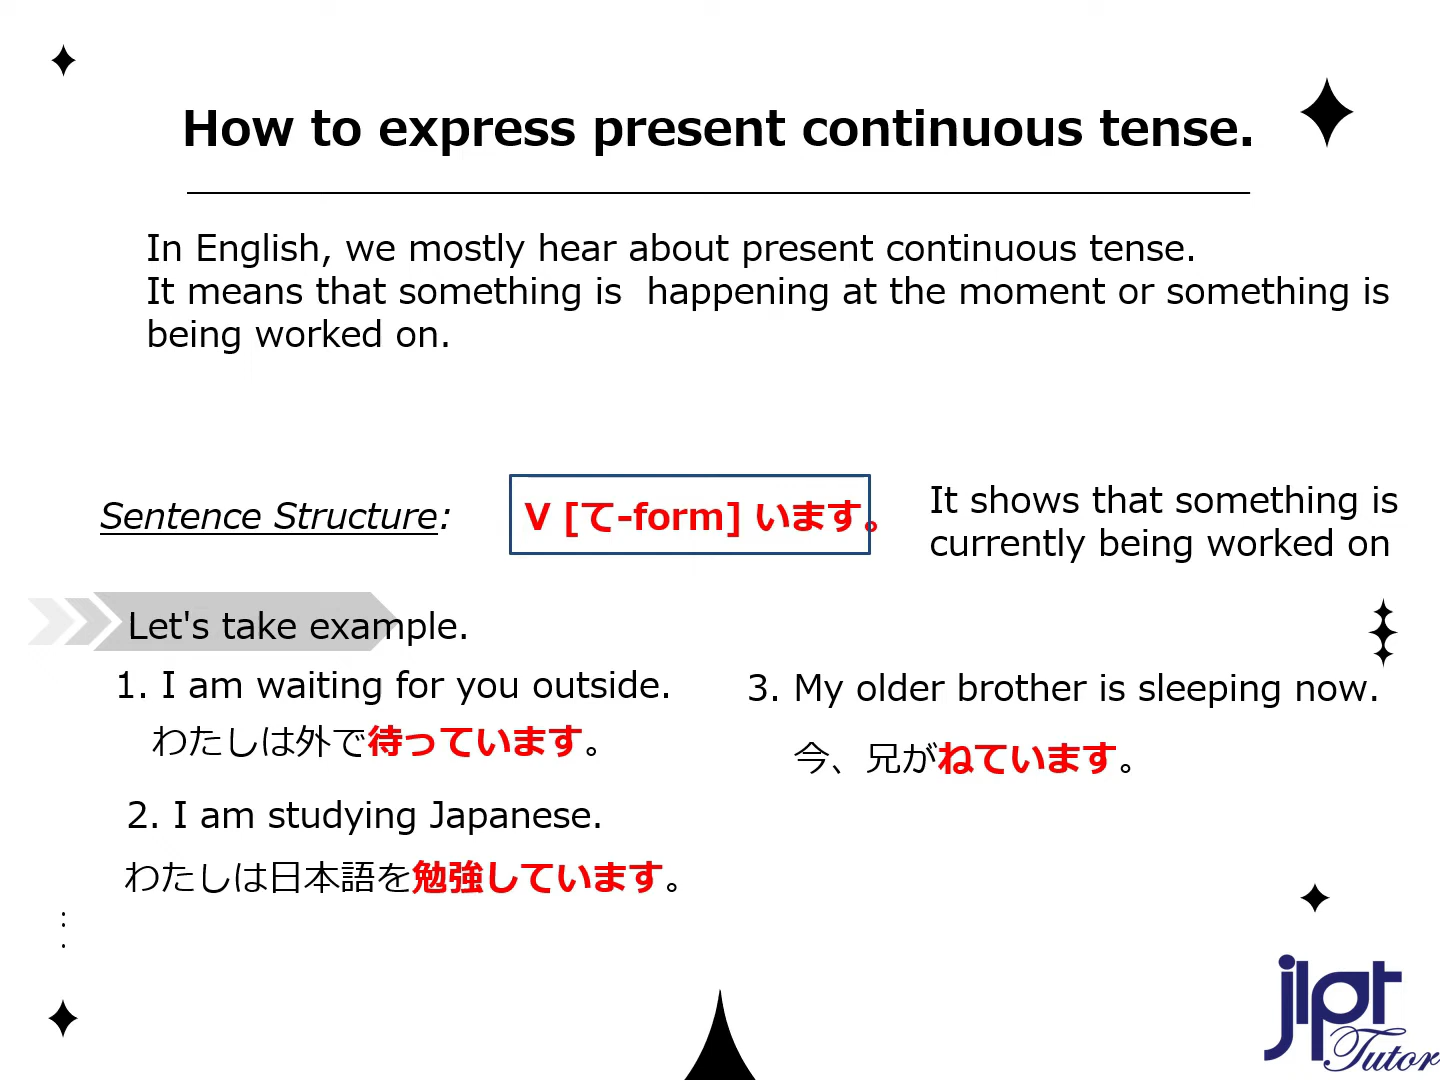 How to express present continuous tense.
In English, we mostly hear about present continuous tense.
It means that something is  happening at the moment or something is
being worked on.
Sentence Structure:
V [て-form] います。
It shows that something is
currently being worked on
Let's take example.
1. I am waiting for you outside.
わたしは外で待っています。
2. I am studying Japanese.
わたしは日本語を勉強しています。
3. My older brother is sleeping now.
今、兄がねています。
jlpt
Tutor